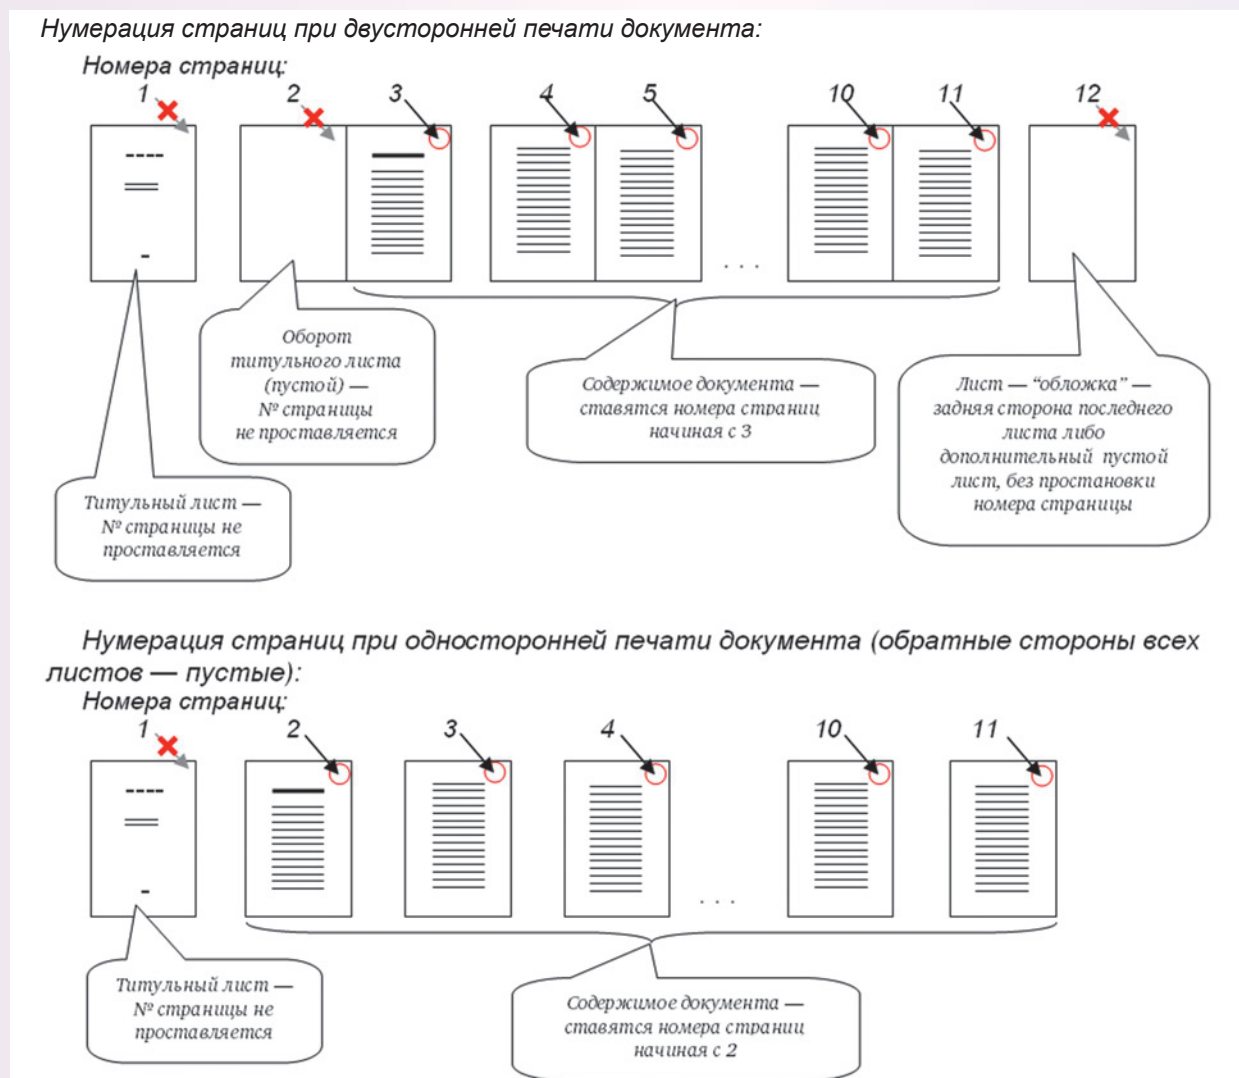 Нумерация страниц при двусторонней печати документа:
Номера страниц:
1 2 3 4 5 10 11 12
. . .
Оборот
титульного листа
(пустой) —
№ страницы
не проставляется
Содержимое документа —
ставятся номера страниц
начиная с 3
Лист — “обложка” —
задняя сторона последнего
листа либо
дополнительный пустой
лист, без простановки
номера страницы
Титульный лист —
№ страницы не
проставляется
Нумерация страниц при односторонней печати документа (обратные стороны всех
листов — пустые):
Номера страниц:
1 2 3 4 10 11
. . .
Титульный лист —
№ страницы не
проставляется
Содержимое документа —
ставятся номера страниц
начиная с 2